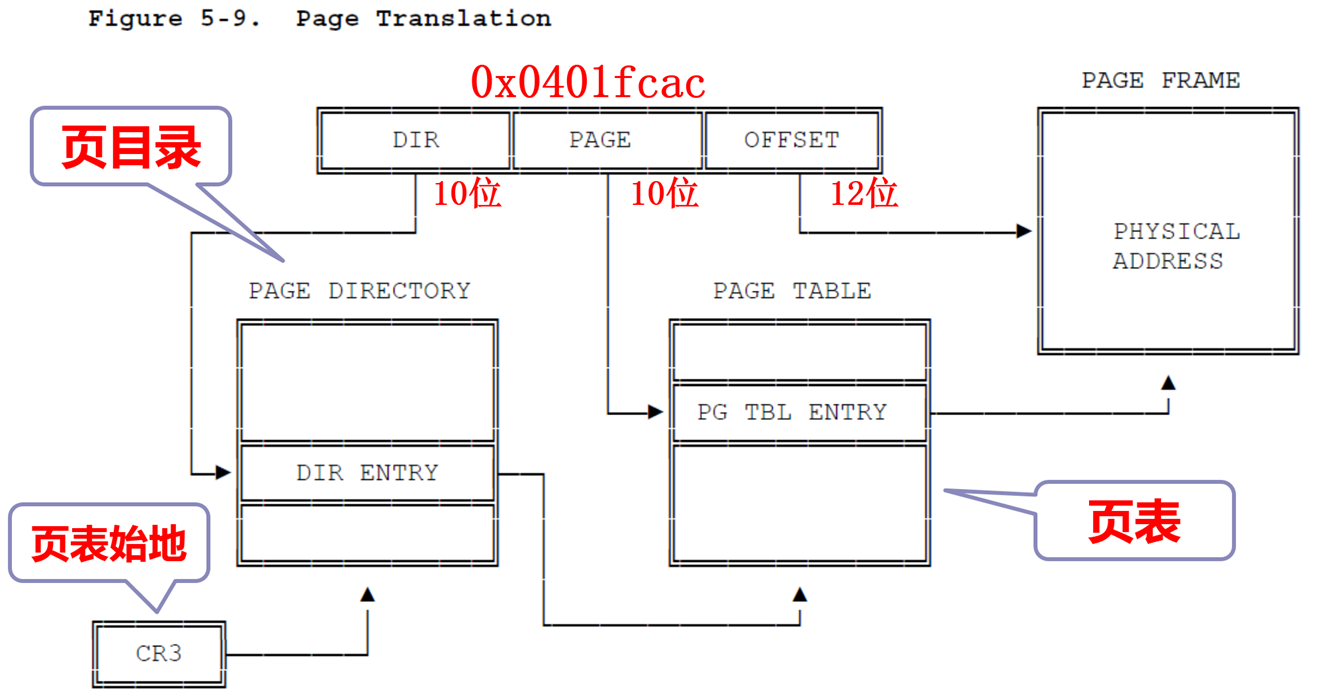 Figure 5-9.  Page Translation
0x0401fcac
PAGE FRAME
页目录
DIR
PAGE
OFFSET
10位
10位
12位
PHYSICAL
ADDRESS
PAGE DIRECTORY
PAGE TABLE
PG TBL ENTRY
DIR ENTRY
页表
页表始地
CR3